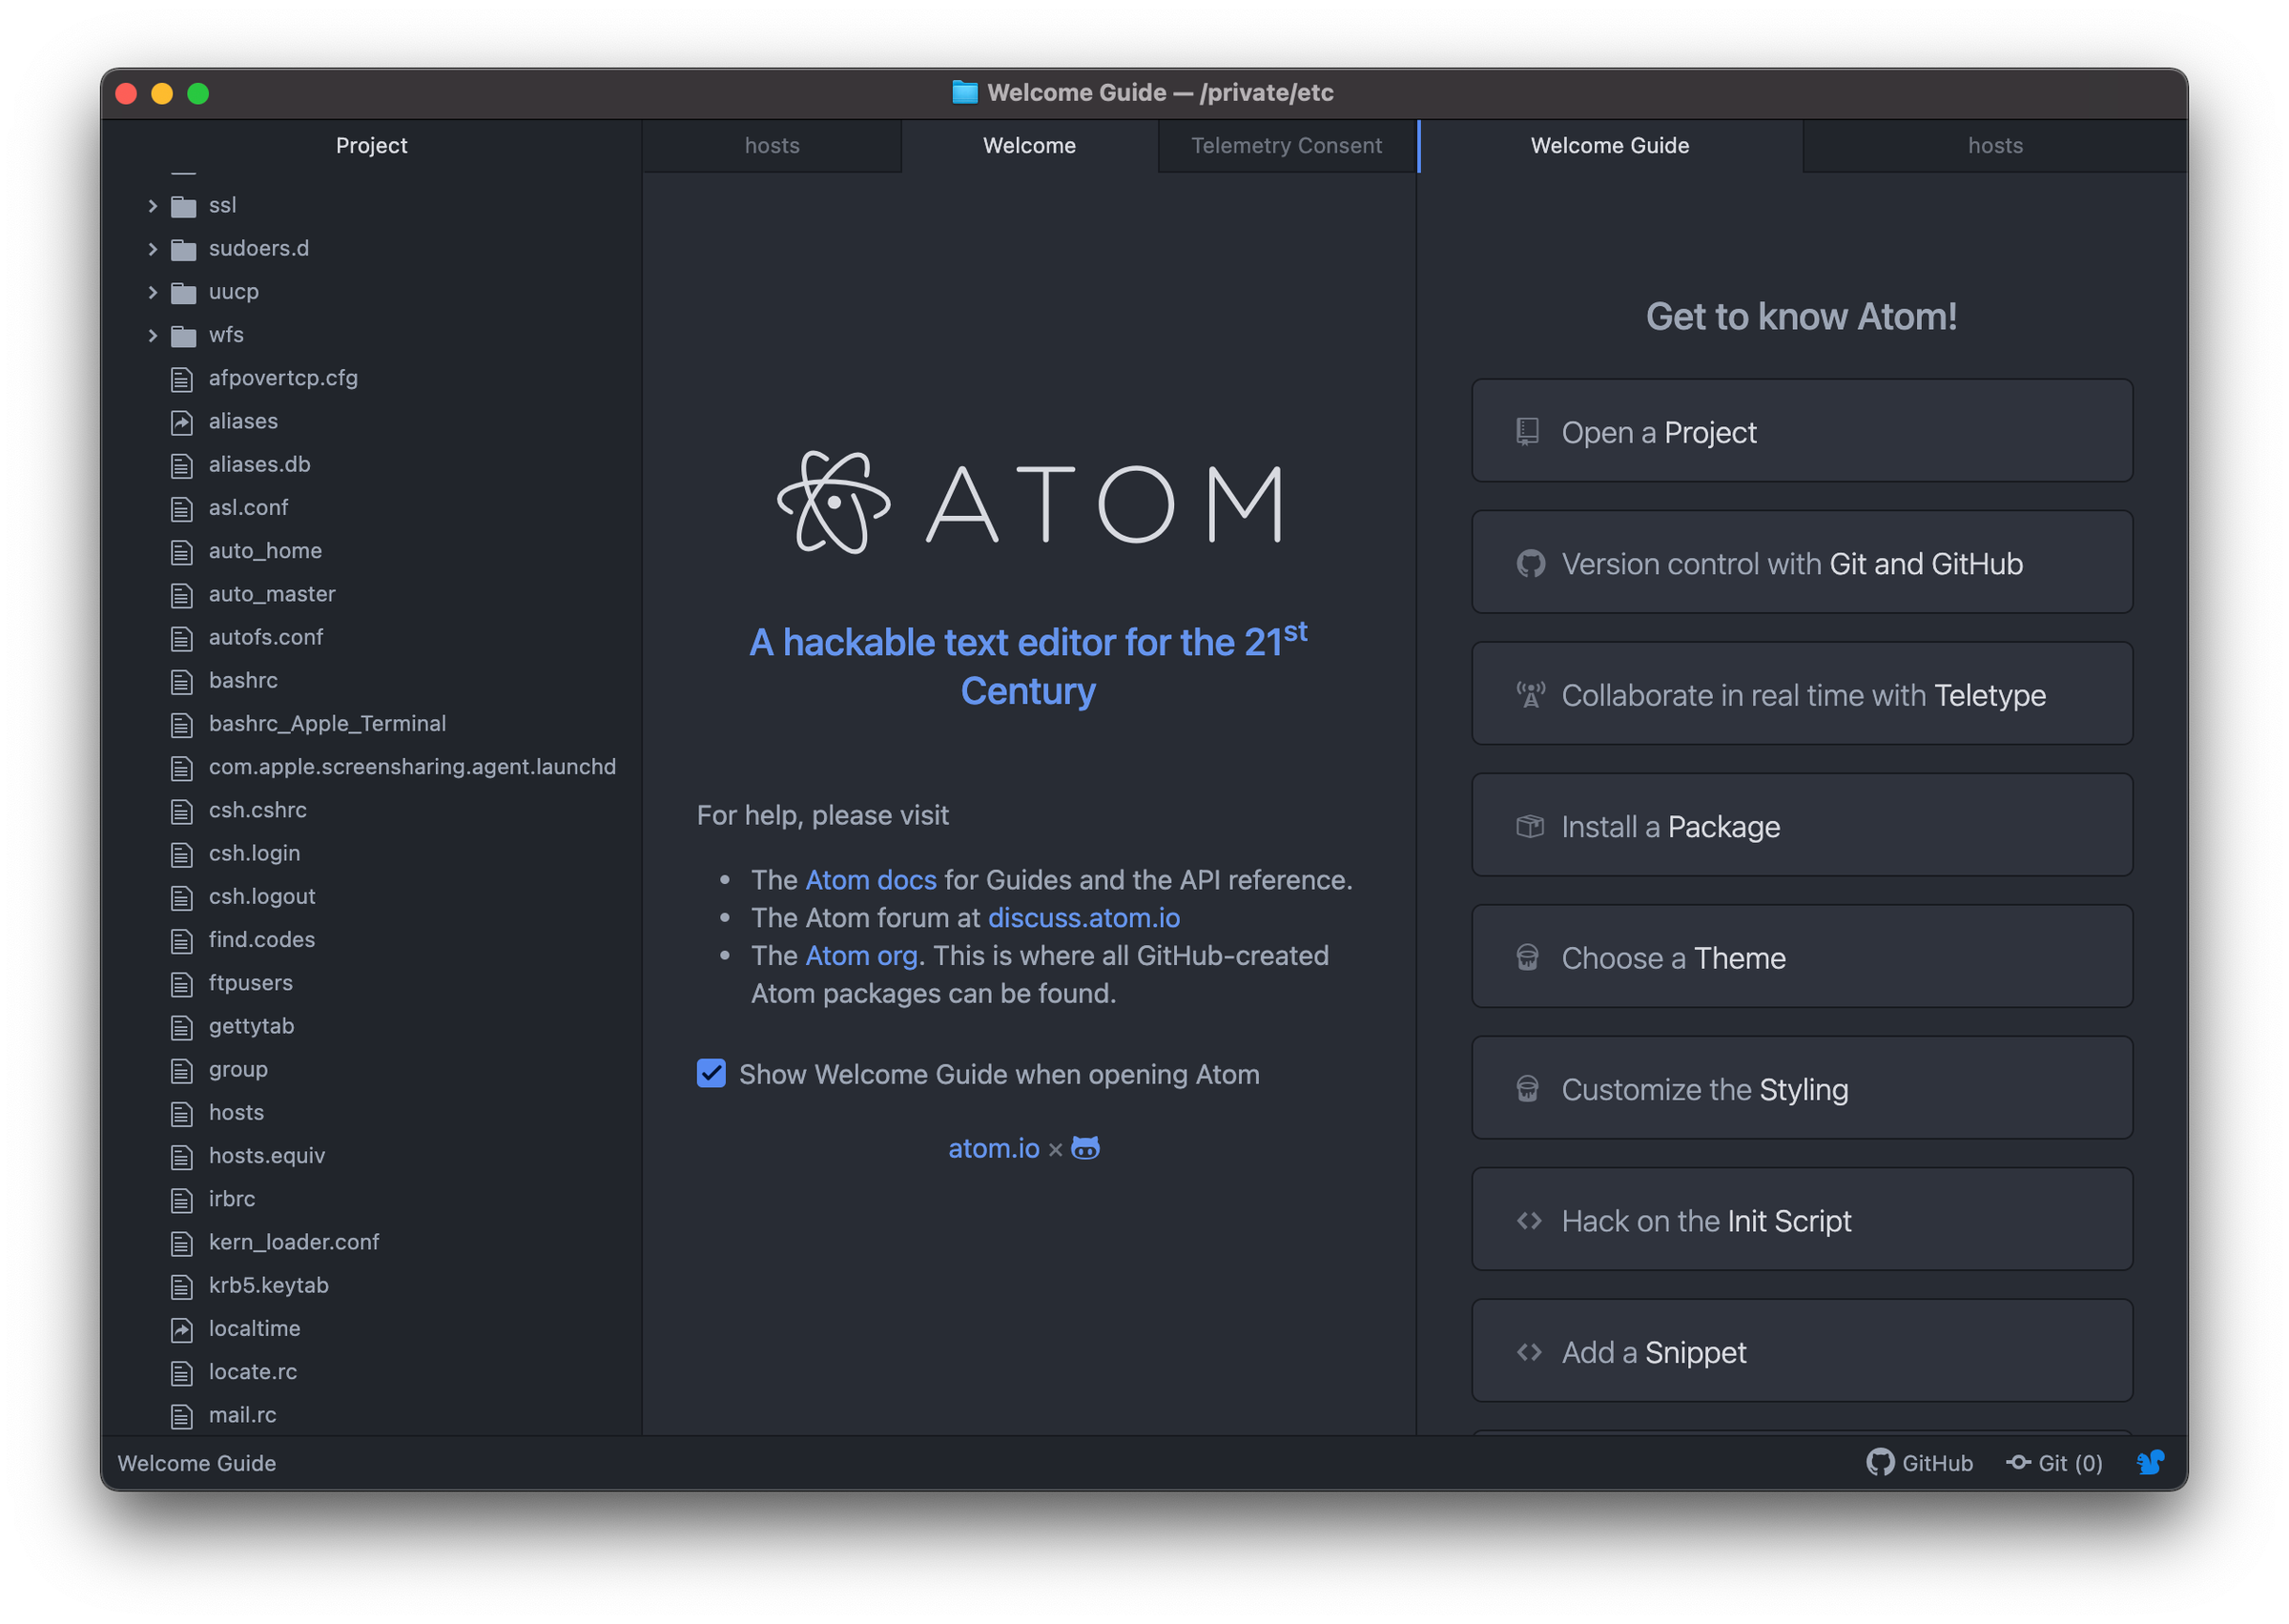 Welcome Guide — /private/etc
Project
ssl
sudoers.d
uucp
wfs
afpovertcp.cfg
aliases
aliases.db
asl.conf
auto_home
auto_master
autofs.conf
bashrc
bashrc_Apple_Terminal
com.apple.screensharing.agent.launchd
csh.cshrc
csh.login
csh.logout
find.codes
ftpusers
gettytab
group
hosts
hosts.equiv
irbrc
kern_loader.conf
krb5.keytab
localtime
locate.rc
mail.rc
hosts
Welcome
Telemetry Consent
ATOM
A hackable text editor for the 21st
Century
For help, please visit
• The Atom docs for Guides and the API reference.
• The Atom forum at discuss.atom.io
• The Atom org. This is where all GitHub-created
Atom packages can be found.
Show Welcome Guide when opening Atom
atom.io ×
Welcome Guide
hosts
Get to know Atom!
Open a Project
Version control with Git and GitHub
Collaborate in real time with Teletype
Install a Package
Choose a Theme
Customize the Styling
Hack on the Init Script
Add a Snippet
Welcome Guide
GitHub
Git (0)